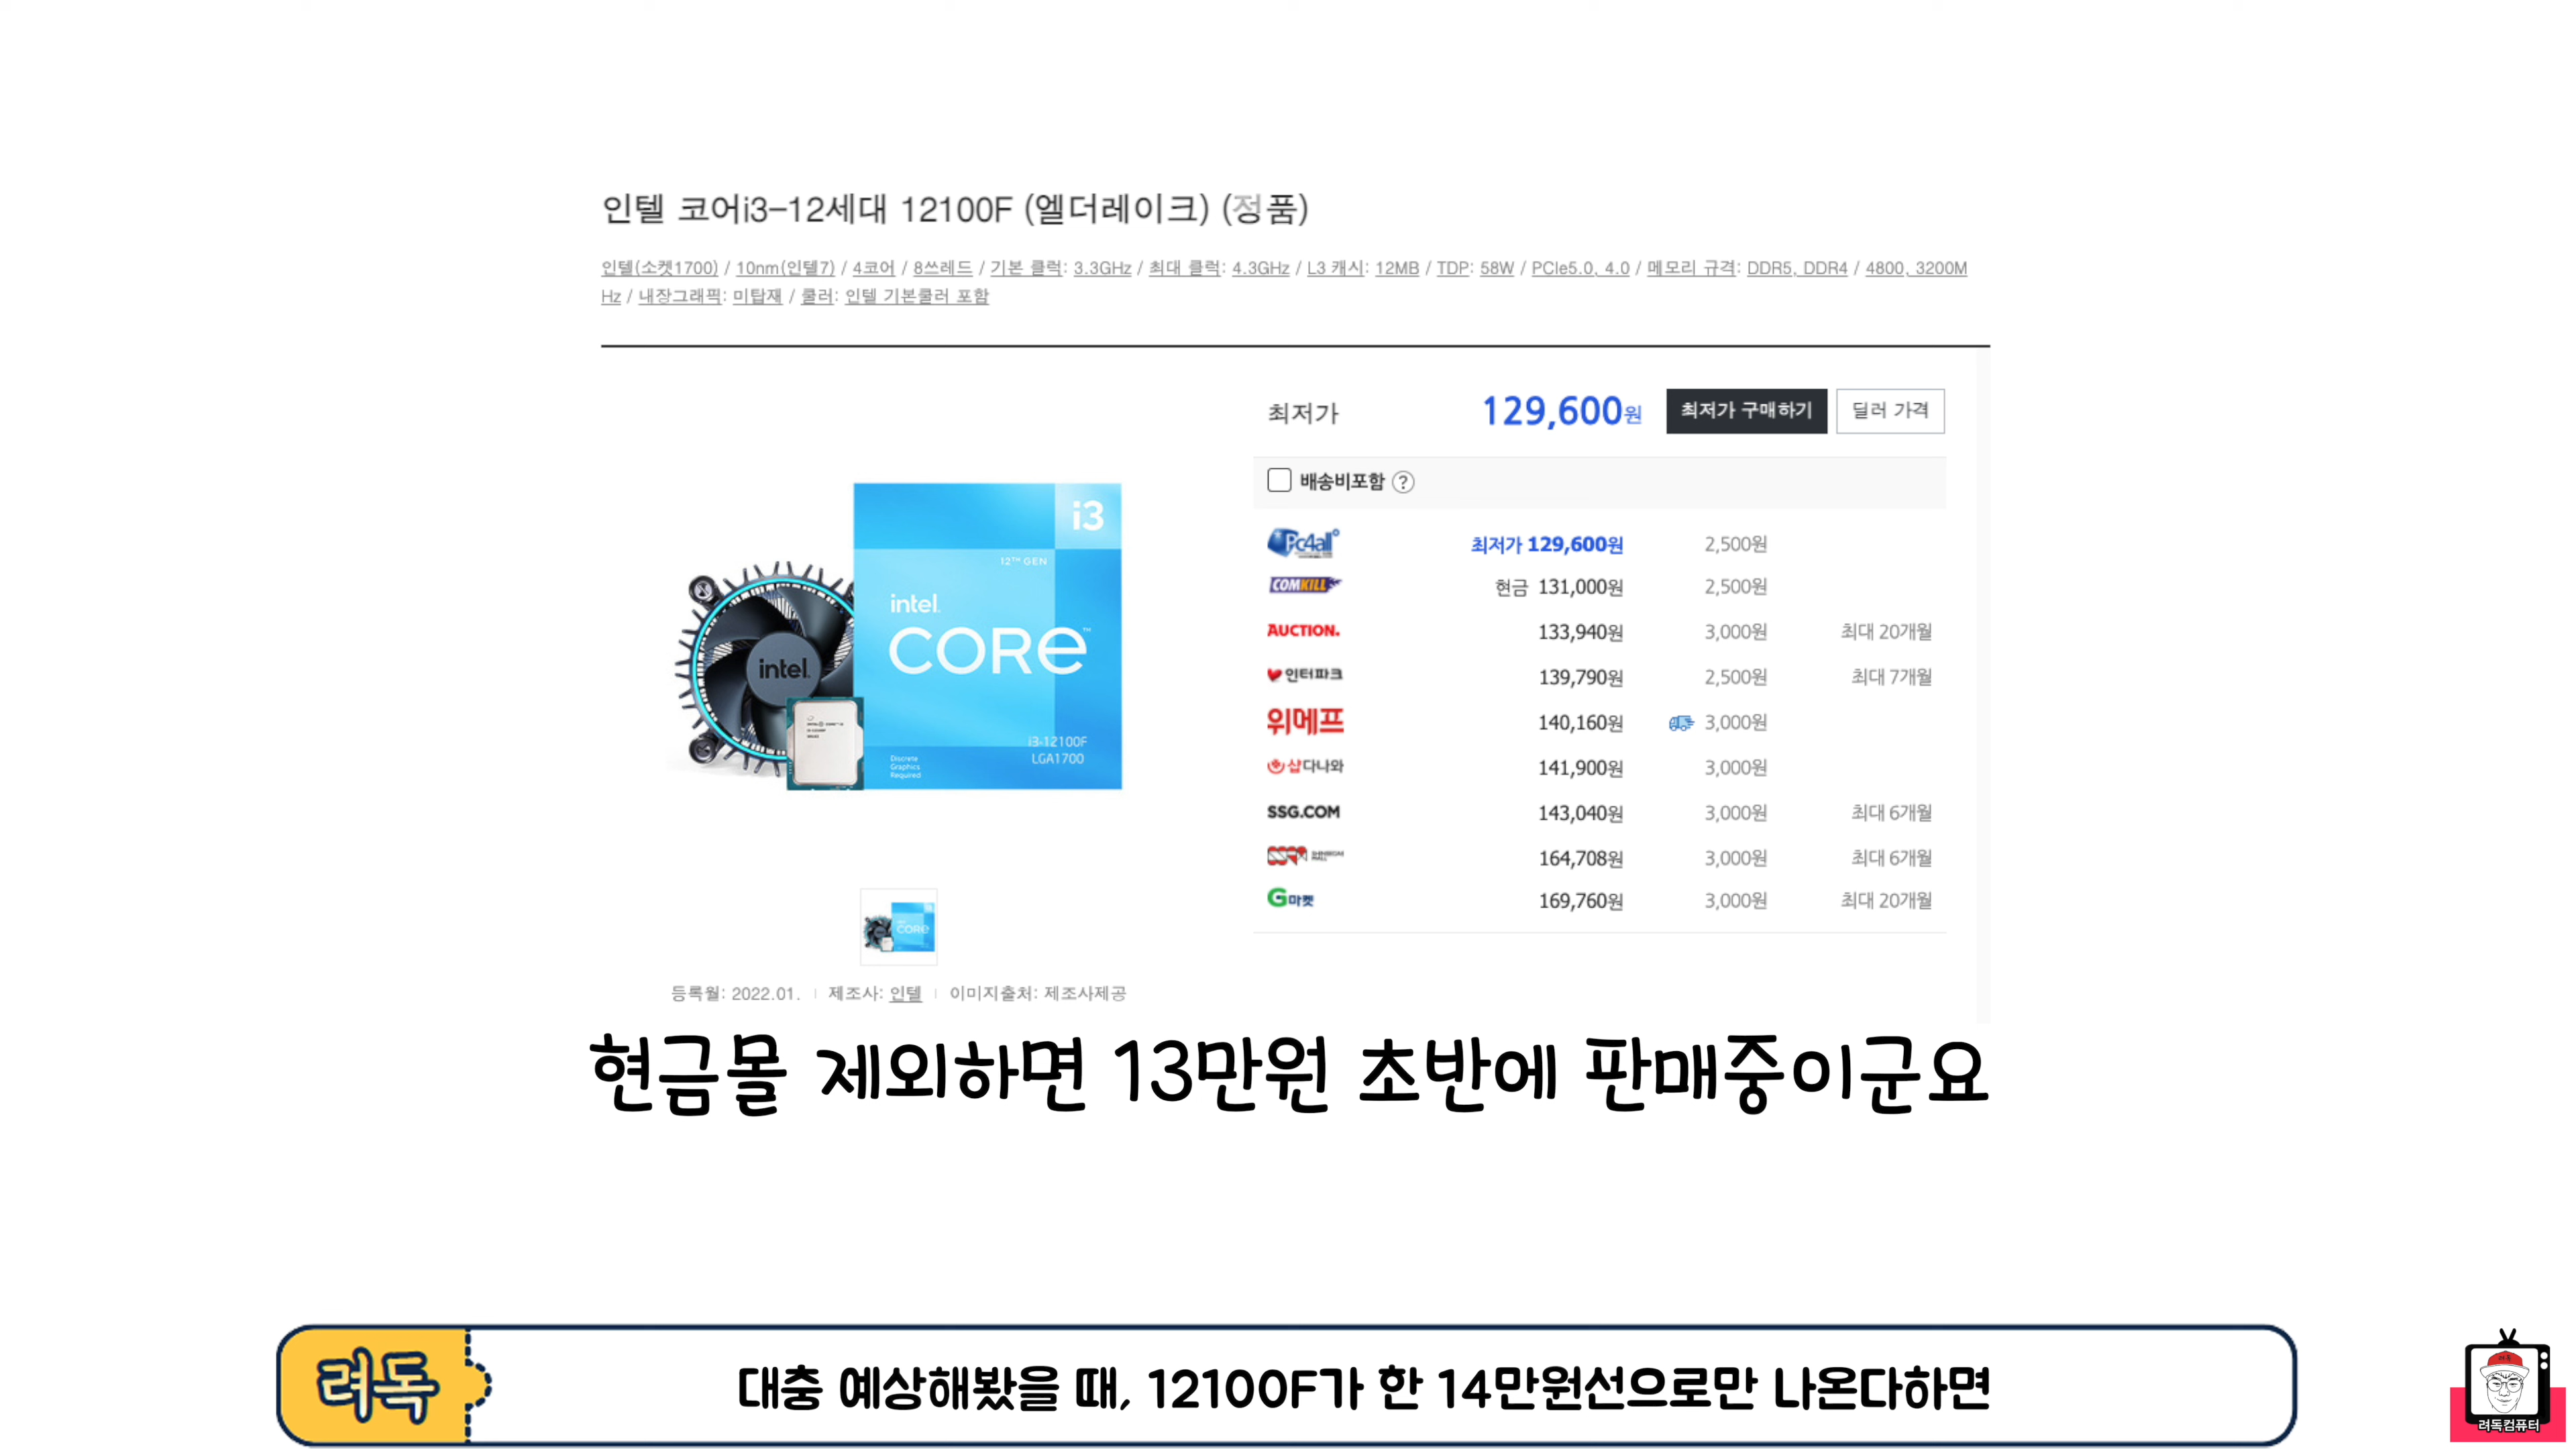 인텔 코어i3-12세대 12100F (엘더레이크) (정품)
인텔(소켓1700) / 10nm(인텔7) / 4코어 / 8쓰레드 / 기본 클럭: 3.3GHz / 최대 클럭: 4.3GHz / L3 캐시: 12MB / TDP: 58W / PCIe5.0, 4.0 / 메모리 규격: DDR5, DDR4 / 4800, 3200M
Hz / 내장그래픽: 미탑재 / 쿨러: 인텔 기본쿨러 포함
최저가 129,600원 최저가 구매하기 딜러 가격
배송비포함 ?
Pc4all 최저가 129,600원 2,500원
COMKILL 현금 131,000원 2,500원
AUCTION. 133,940원 3,000원 최대 20개월
인터파크 139,790원 2,500원 최대 7개월
위메프 140,160원 3,000원
샵다나와 141,900원 3,000원
SSG.COM 143,040원 3,000원 최대 6개월
164,708원 3,000원 최대 6개월
G마켓 169,760원 3,000원 최대 20개월
i3
12TH GEN
intel.
CORE™
intel.
i3-12100F
LGA1700
Discrete
Graphics
Required
CORE
등록월: 2022.01. 제조사: 인텔 이미지출처: 제조사제공
현금몰 제외하면 13만원 초반에 판매중이군요
려독
대충 예상해봤을 때, 12100F가 한 14만원선으로만 나온다하면
려독컴퓨터